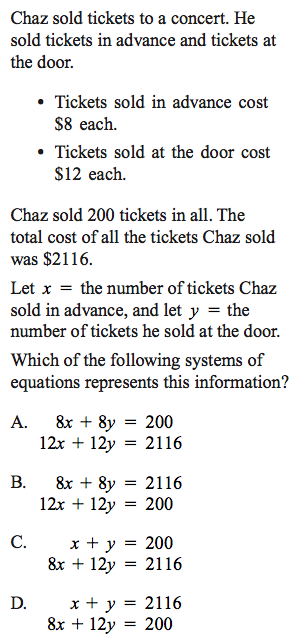 Chaz sold tickets to a concert. He
sold tickets in advance and tickets at
the door.
• Tickets sold in advance cost
$8 each.
• Tickets sold at the door cost
$12 each.
Chaz sold 200 tickets in all. The
total cost of all the tickets Chaz sold
was $2116.
Let x = the number of tickets Chaz
sold in advance, and let y = the
number of tickets he sold at the door.
Which of the following systems of
equations represents this information?
A. 8x + 8y = 200
12x + 12y = 2116
B. 8x + 8y = 2116
12x + 12y = 200
C. x + y = 200
8x + 12y = 2116
D. x + y = 2116
8x + 12y = 200